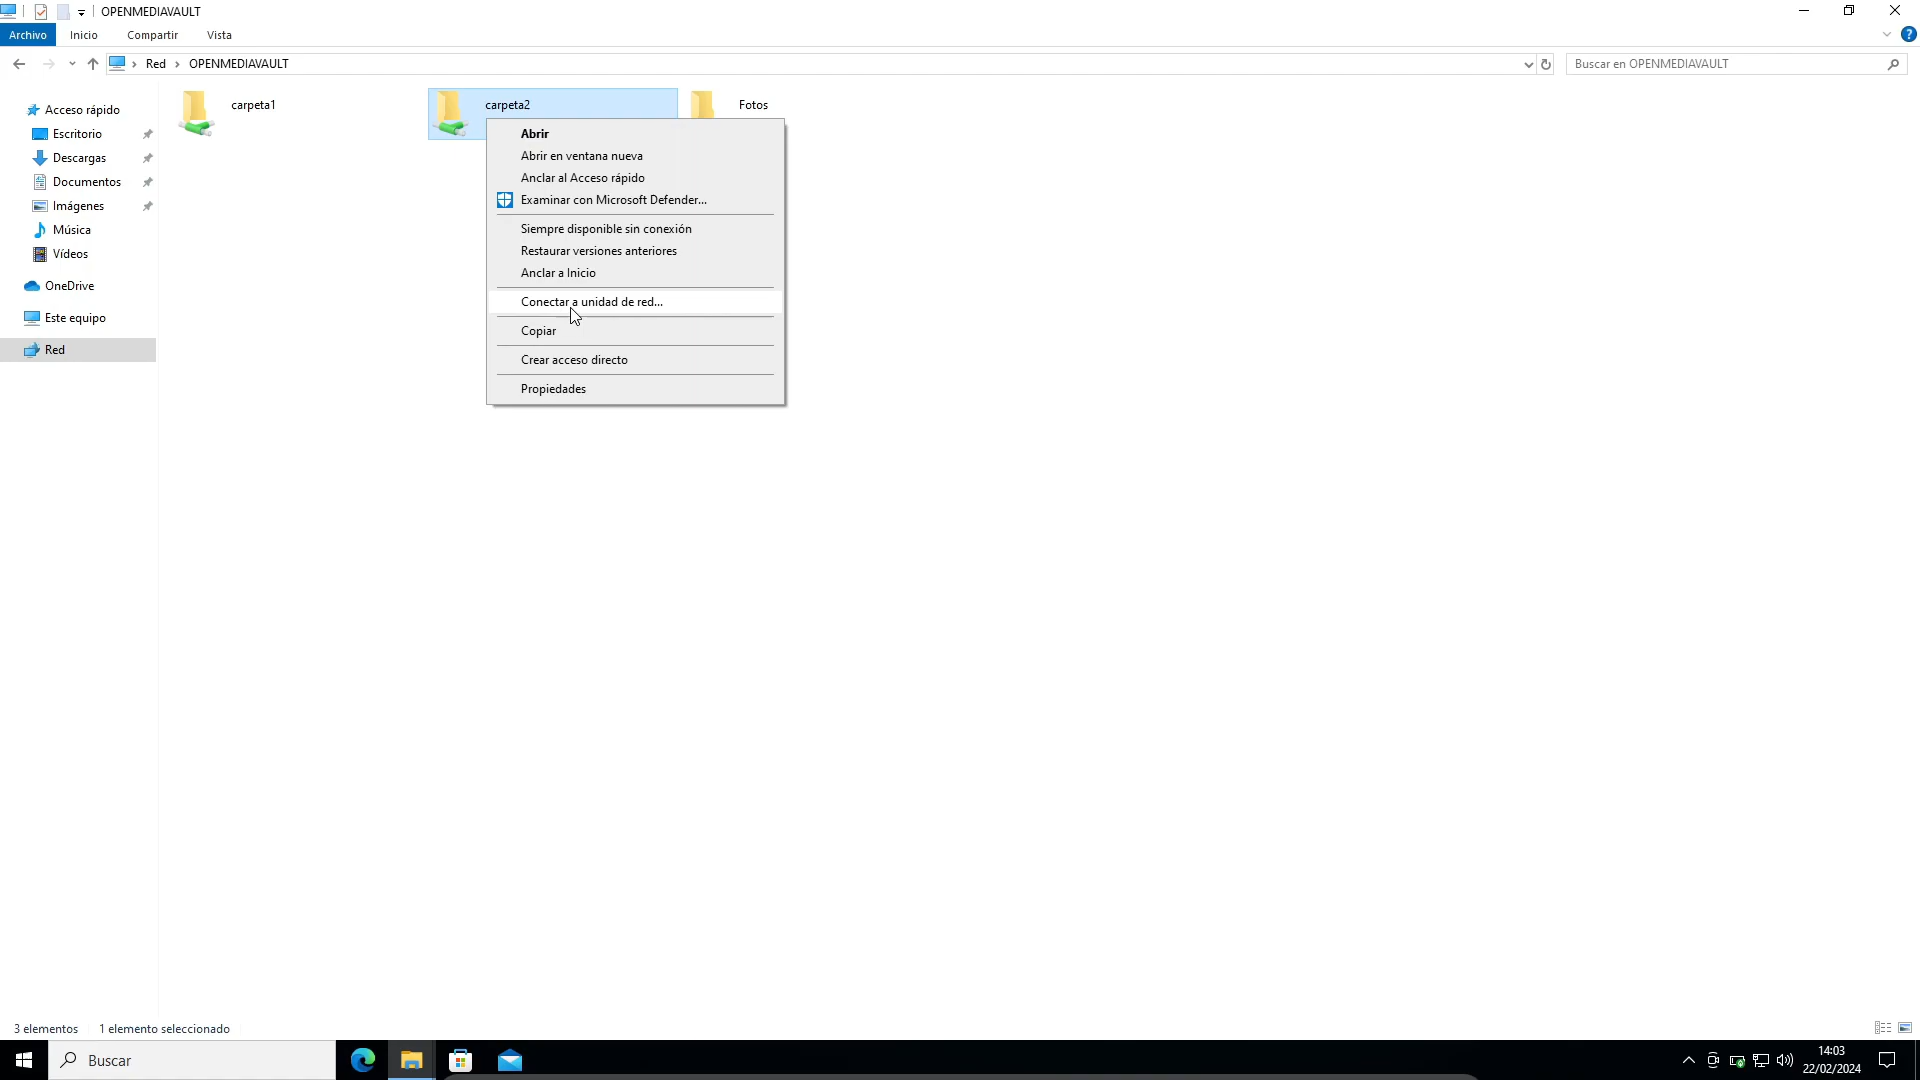 OPENMEDIAVAULT
Archivo Inicio Compartir Vista
Red OPENMEDIAVAULT Buscar en OPENMEDIAVAULT
Acceso rápido
Escritorio
Descargas
Documentos
Imágenes
Música
Vídeos
OneDrive
Este equipo
Red
carpeta1 carpeta2 Fotos
Abrir
Abrir en ventana nueva
Anclar al Acceso rápido
Examinar con Microsoft Defender...
Siempre disponible sin conexión
Restaurar versiones anteriores
Anclar a Inicio
Conectar a unidad de red...
Copiar
Crear acceso directo
Propiedades
3 elementos 1 elemento seleccionado
Buscar
14:03
22/02/2024